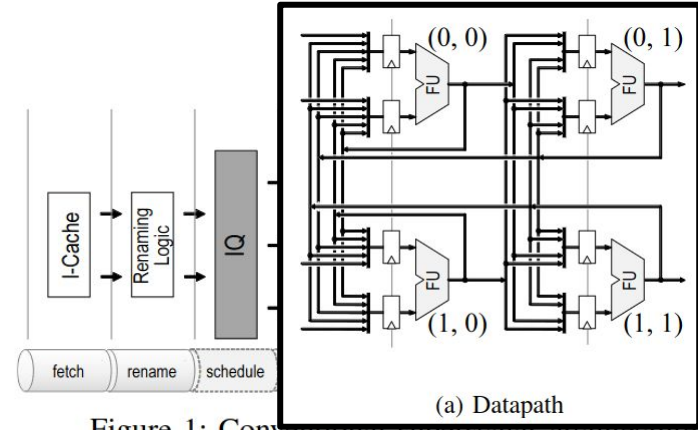 (0, 0)
(0, 1)
FU
FU
FU
FU
(1, 0)
(1, 1)
I-Cache
Renaming
Logic
IQ
fetch
rename
schedule
(a) Datapath
Figure 1: